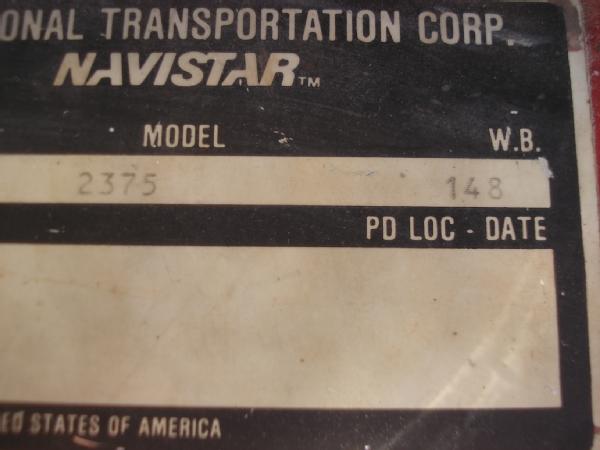 ONAL TRANSPORTATION CORP.
NAVISTAR™
MODEL W.B.
2375 148
PD LOC - DATE
ED STATES OF AMERICA